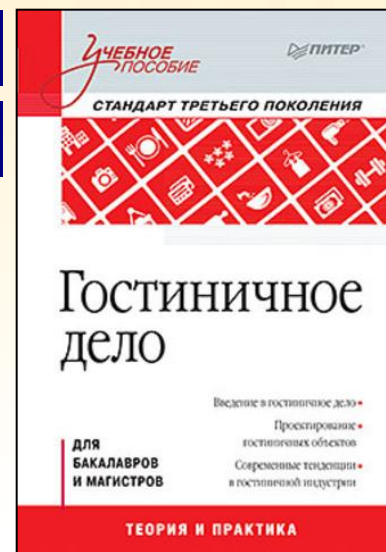 УЧЕБНОЕ
ПОСОБИЕ
ПИТЕР®
СТАНДАРТ ТРЕТЬЕГО ПОКОЛЕНИЯ
Гостиничное
дело
Введение в гостиничное дело •
Проектирование •
гостиничных объектов
Современные тенденции •
в гостиничной индустрии
ДЛЯ
БАКАЛАВРОВ
И МАГИСТРОВ
ТЕОРИЯ И ПРАКТИКА